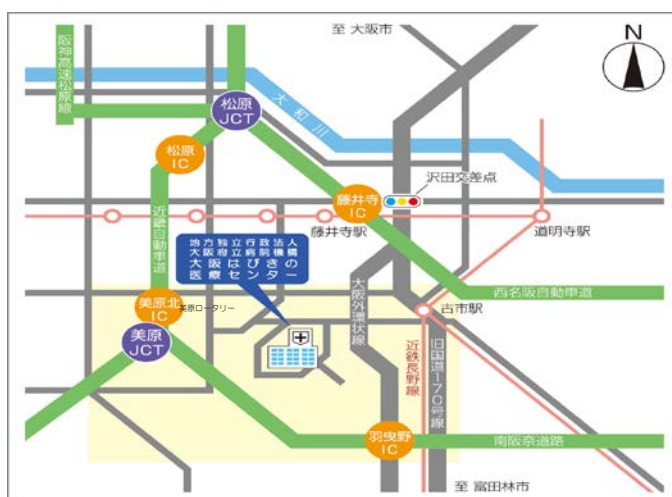 至 大阪市
N
阪神高速松原線
大和川
松原
JCT
松原
IC
沢田交差点
藤井寺
IC
近畿自動車道
藤井寺駅
道明寺駅
地方独立行政法人
大阪府立病院機構
大阪はびきの
医療センター
大阪外環状線
西名阪自動車道
古市駅
美原北
IC
美原ロータリー
美原
JCT
近鉄長野線
旧国道170号線
羽曳野
IC
南阪奈道路
至 富田林市